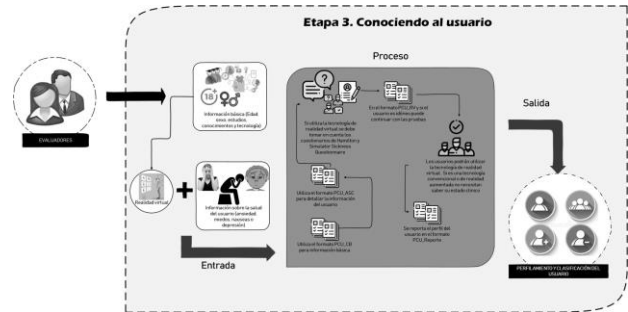 Etapa 3. Conociendo al usuario
Proceso
EVALUADORES
18+
Información básica (Edad,
sexo, estudios,
conocimientos y tecnología)
Realidad virtual
Información sobre la salud
del usuario (ansiedad,
miedos, nauseas o
depresión)
Entrada
Si utiliza la tecnología de
realidad virtual, se debe
tomar en cuenta los
cuestionarios de Hamilton y
Simulator Sickness
Questionnaire
Utiliza el formato PCU_ASC
para detallar la información
del usuario
Utiliza el formato PCU_CB
para información básica
En el formato
si el
usuario es idóneo puede
continuar con las pruebas
Los usuarios podrán utilizar
la tecnología de realidad
virtual. Si es una tecnología
convencional o de realidad
aumentada no necesitan
saber su estado clínico
Se reporta el perfil del
usuario en el formato
PCU_Reporte
Salida
PERFILAMIENTO Y CLASIFICACIÓN DEL
USUARIO